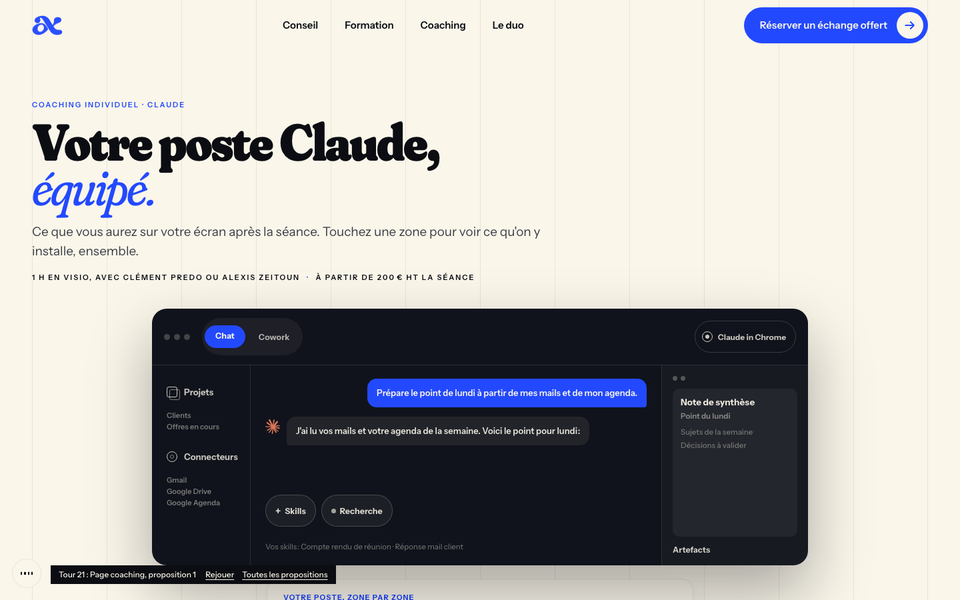 Conseil Formation Coaching Le duo
Réserver un échange offert
COACHING INDIVIDUEL · CLAUDE
Votre poste Claude,
équipé.
Ce que vous aurez sur votre écran après la séance. Touchez une zone pour voir ce qu'on y
installe, ensemble.
1 H EN VISIO, AVEC CLÉMENT PREDO OU ALEXIS ZEITOUN · À PARTIR DE 200 € HT LA SÉANCE
Chat Cowork
Claude in Chrome
Projets
Clients
Offres en cours
Connecteurs
Gmail
Google Drive
Google Agenda
Prépare le point de lundi à partir de mes mails et de mon agenda.
J'ai lu vos mails et votre agenda de la semaine. Voici le point pour lundi:
+ Skills
Recherche
Vos skills: Compte rendu de réunion · Réponse mail client
Note de synthèse
Point du lundi
Sujets de la semaine
Décisions à valider
Artefacts
Tour 21 : Page coaching, proposition 1 Rejouer Toutes les propositions
VOTRE POSTE, ZONE PAR ZONE